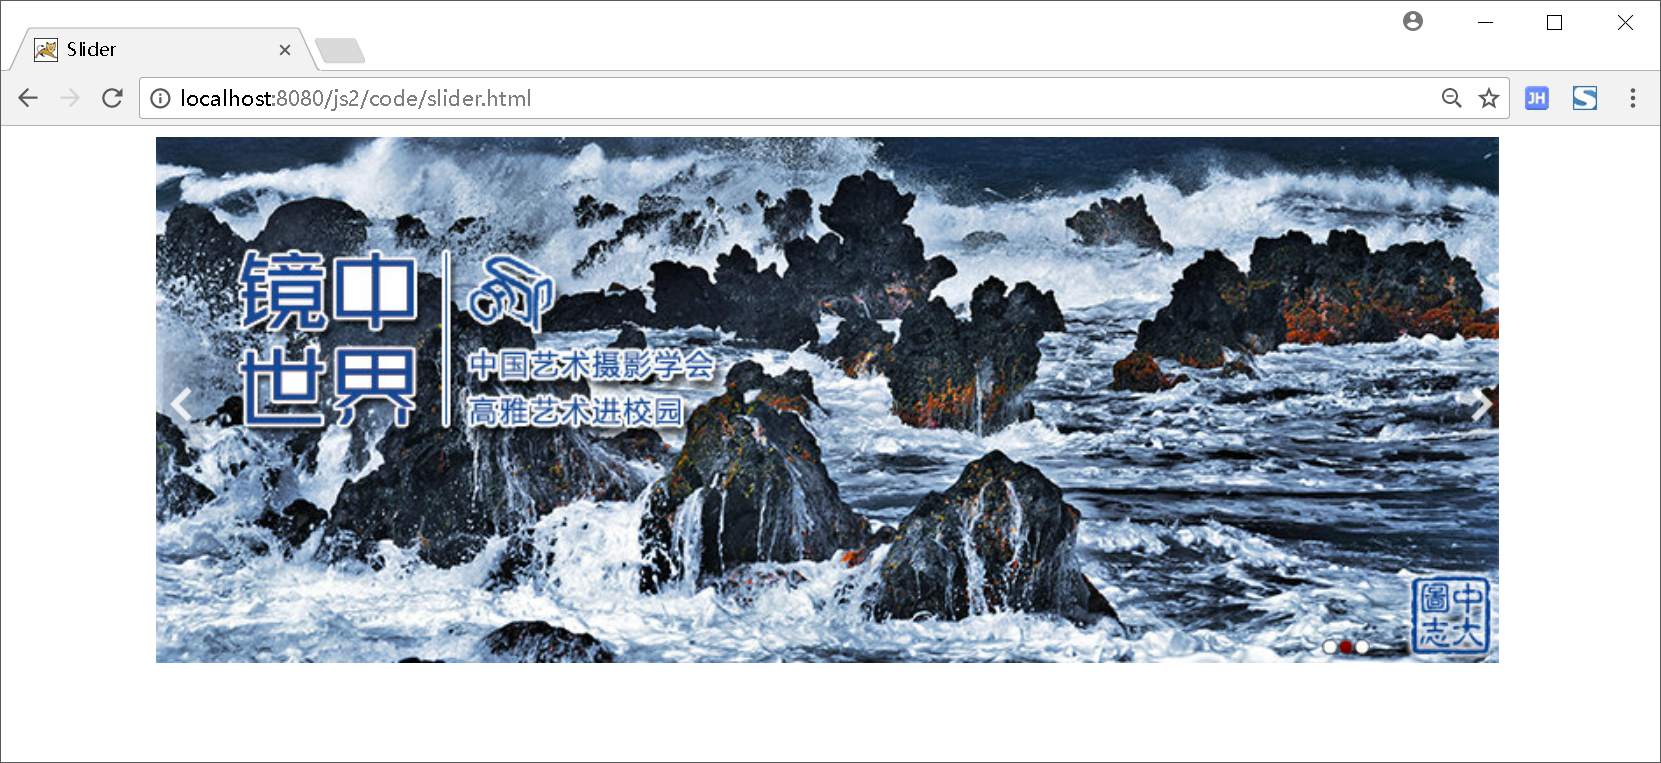 Slider
localhost:8080/js2/code/slider.html
JH
S
镜中
世界
中国艺术摄影学会
高雅艺术进校园
圖中
志大